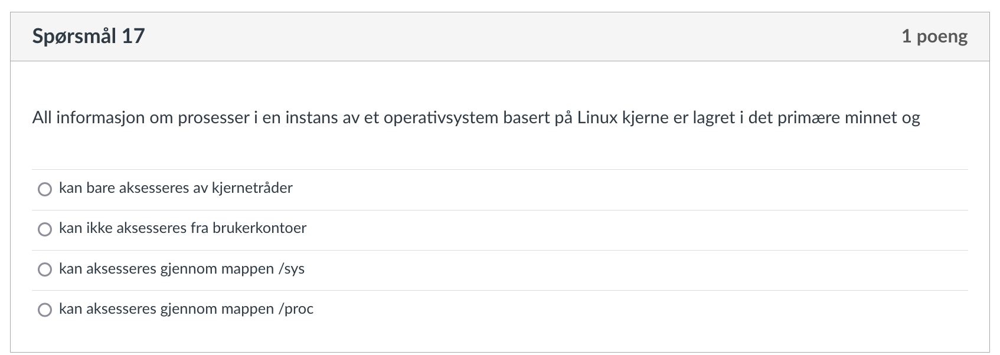 Spørsmål 17
1 poeng
All informasjon om prosesser i en instans av et operativsystem basert på Linux kjerne er lagret i det primære minnet og
kan bare aksesseres av kjernetråder
kan ikke aksesseres fra brukerkontoer
kan aksesseres gjennom mappen /sys
kan aksesseres gjennom mappen /proc